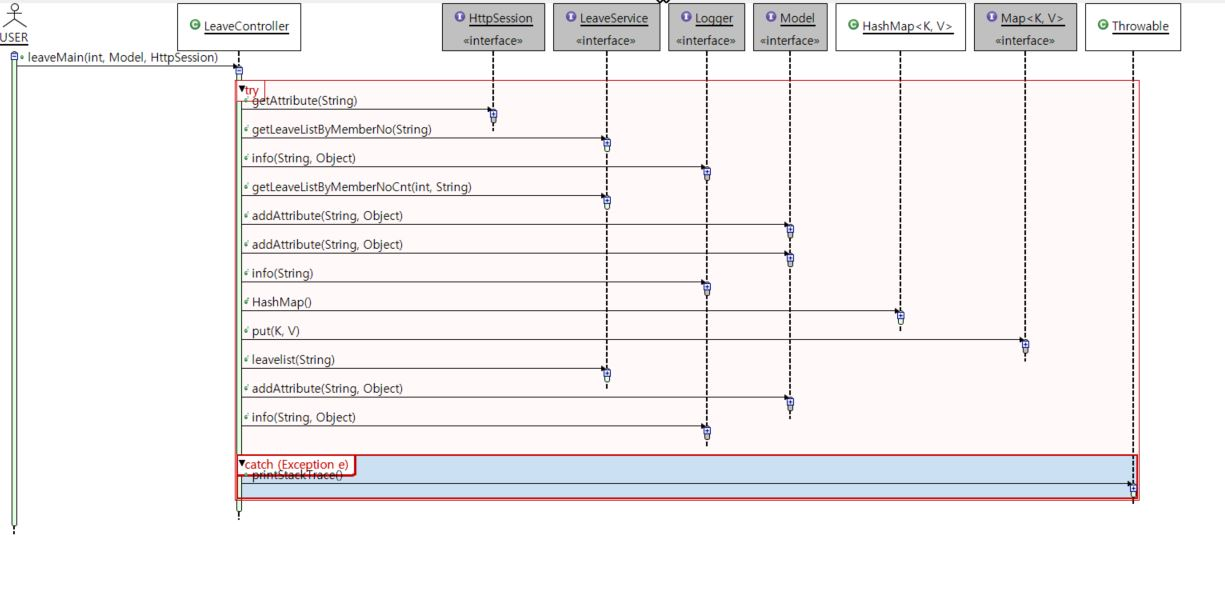 USER
C LeaveController
I HttpSession
«interface»
I LeaveService
«interface»
I Logger
«interface»
I Model
«interface»
C HashMap<K, V>
I Map<K, V>
«interface»
C Throwable
leaveMain(int, Model, HttpSession)
try
getAttribute(String)
getLeaveListByMemberNo(String)
info(String, Object)
getLeaveListByMemberNoCnt(int, String)
addAttribute(String, Object)
addAttribute(String, Object)
info(String)
HashMap()
put(K, V)
leavelist(String)
addAttribute(String, Object)
info(String, Object)
catch (Exception e)
printStackTrace()